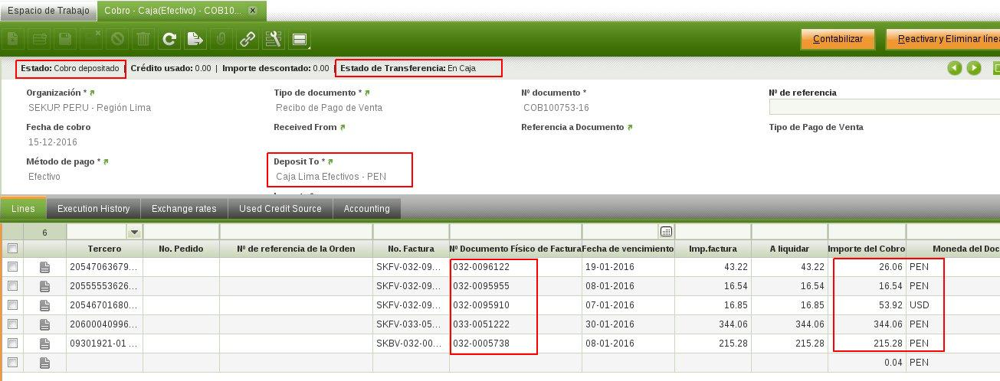 Espacio de Trabajo Cobro - Caja(Efectivo) - COB10... x
Contabilizar Reactivar y Eliminar líne
Estado: Cobro depositado | Crédito usado: 0.00 | Importe descontado: 0.00 | Estado de Transferencia: En Caja
Organización * Tipo de documento * Nº documento * Nº de referencia
SEKUR PERU - Región Lima Recibo de Pago de Venta COB100753-16
Fecha de cobro Received From Referencia a Documento Tipo de Pago de Venta
15-12-2016
Método de pago * Deposit To *
Efectivo Caja Lima Efectivos - PEN
Lines Execution History Exchange rates Used Credit Source Accounting
6
Tercero No. Pedido Nº de referencia de la Orden No. Factura Nº Documento Físico de Factura Fecha de vencimiento Imp.factura A liquidar Importe del Cobro Moneda del Doc
20547063679... SKFV-032-09... 032-0096122 19-01-2016 43.22 43.22 26.06 PEN
20555553626... SKFV-032-09... 032-0095955 08-01-2016 16.54 16.54 16.54 PEN
20546701680... SKFV-032-09... 032-0095910 07-01-2016 16.85 16.85 53.92 USD
20600040996... SKFV-033-05... 033-0051222 30-01-2016 344.06 344.06 344.06 PEN
09301921-01 ... SKBV-032-00... 032-0005738 08-01-2016 215.28 215.28 215.28 PEN
0.04 PEN